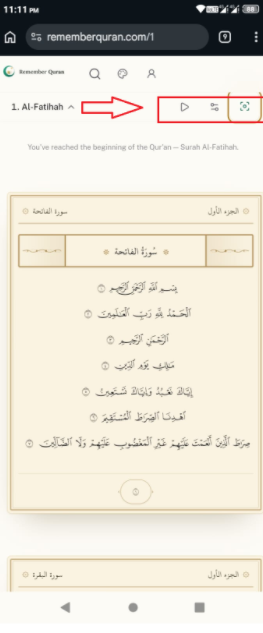 11:11 PM
88
rememberquran.com/1
9
Remember Quran
1. Al-Fatihah
You've reached the beginning of the Qur'an — Surah Al-Fatihah.
الجزء الأول
سورة الفاتحة
سُورَةُ الفَاتِحَة
بِسْمِ ٱللَّهِ ٱلرَّحْمَٰنِ ٱلرَّحِيمِ ١
ٱلْحَمْدُ لِلَّهِ رَبِّ ٱلْعَٰلَمِينَ ٢
ٱلرَّحْمَٰنِ ٱلرَّحِيمِ ٣
مَٰلِكِ يَوْمِ ٱلدِّينِ ٤
إِيَّاكَ نَعْبُدُ وَإِيَّاكَ نَسْتَعِينُ ٥
ٱهْدِنَا ٱلصِّرَٰطَ ٱلْمُسْتَقِيمَ ٦
صِرَٰطَ ٱلَّذِينَ أَنْعَمْتَ عَلَيْهِمْ غَيْرِ ٱلْمَغْضُوبِ عَلَيْهِمْ وَلَا ٱلضَّآلِّينَ ٧
١
الجزء الأول
سورة البقرة